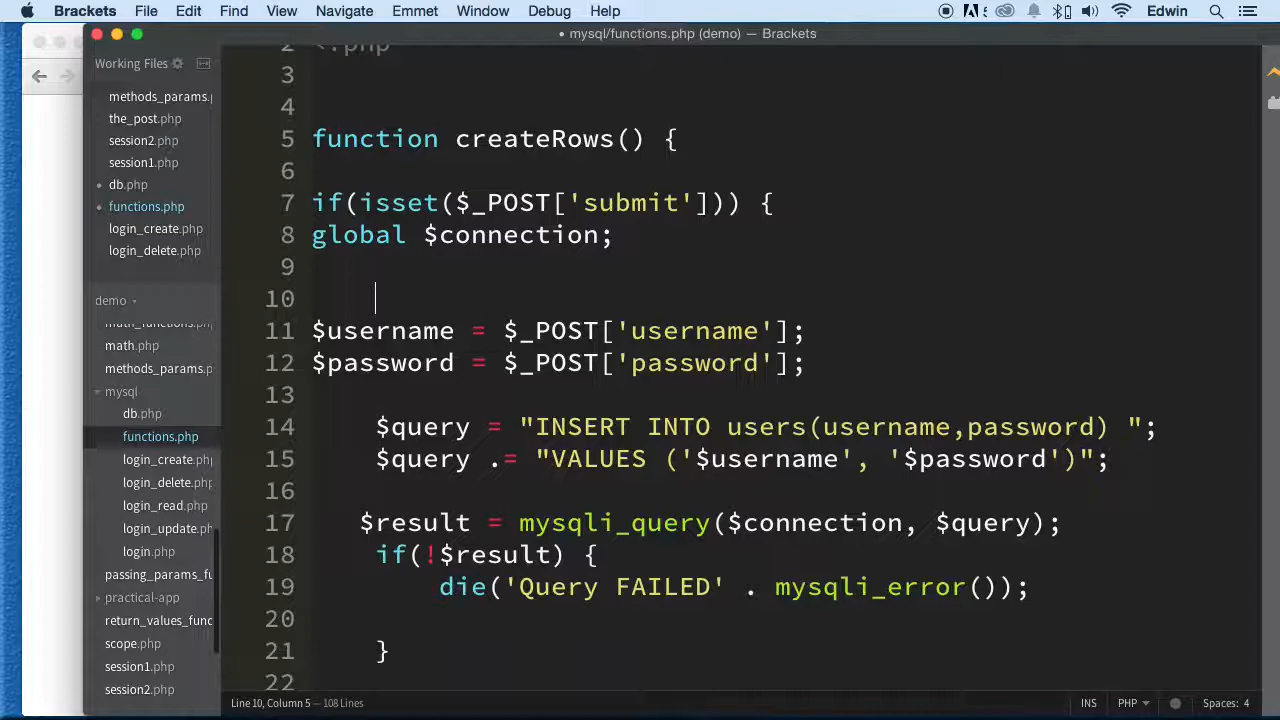 Brackets File Edit Find View Navigate Emmet Window Debug Help Edwin
mysql/functions.php (demo) — Brackets
Working Files
methods_params.p
the_post.php
session2.php
session1.php
db.php
functions.php
login_create.php
login_delete.php
demo
math_functions.ph
math.php
methods_params.p
mysql
db.php
functions.php
login_create.php
login_delete.php
login_read.php
login_update.ph
login.php
passing_params_fu
practical-app
return_values_func
scope.php
session1.php
session2.php
2 <?php
3
4
5 function createRows() {
6
7 if(isset($_POST['submit'])) {
8 global $connection;
9
10
11 $username = $_POST['username'];
12 $password = $_POST['password'];
13
14 $query = "INSERT INTO users(username,password) ";
15 $query .= "VALUES ('$username', '$password')";
16
17 $result = mysqli_query($connection, $query);
18 if(!$result) {
19 die('Query FAILED' . mysqli_error());
20
21 }
22
Line 10, Column 5 — 108 Lines INS PHP Spaces: 4